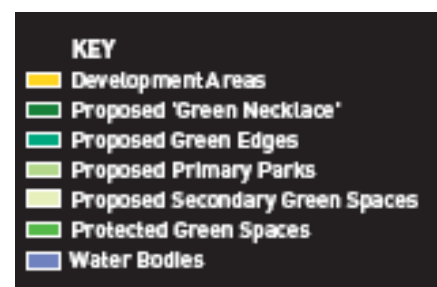 KEY
Development Areas
Proposed 'Green Necklace'
Proposed Green Edges
Proposed Primary Parks
Proposed Secondary Green Spaces
Protected Green Spaces
Water Bodies